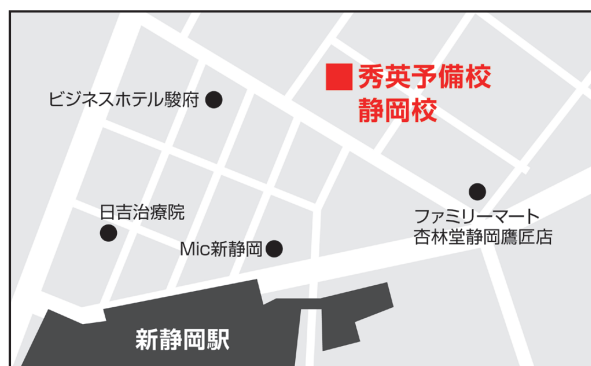 ■秀英予備校
静岡校
ビジネスホテル駿府●
日吉治療院
Mic新静岡●
ファミリーマート
杏林堂静岡鷹匠店
新静岡駅